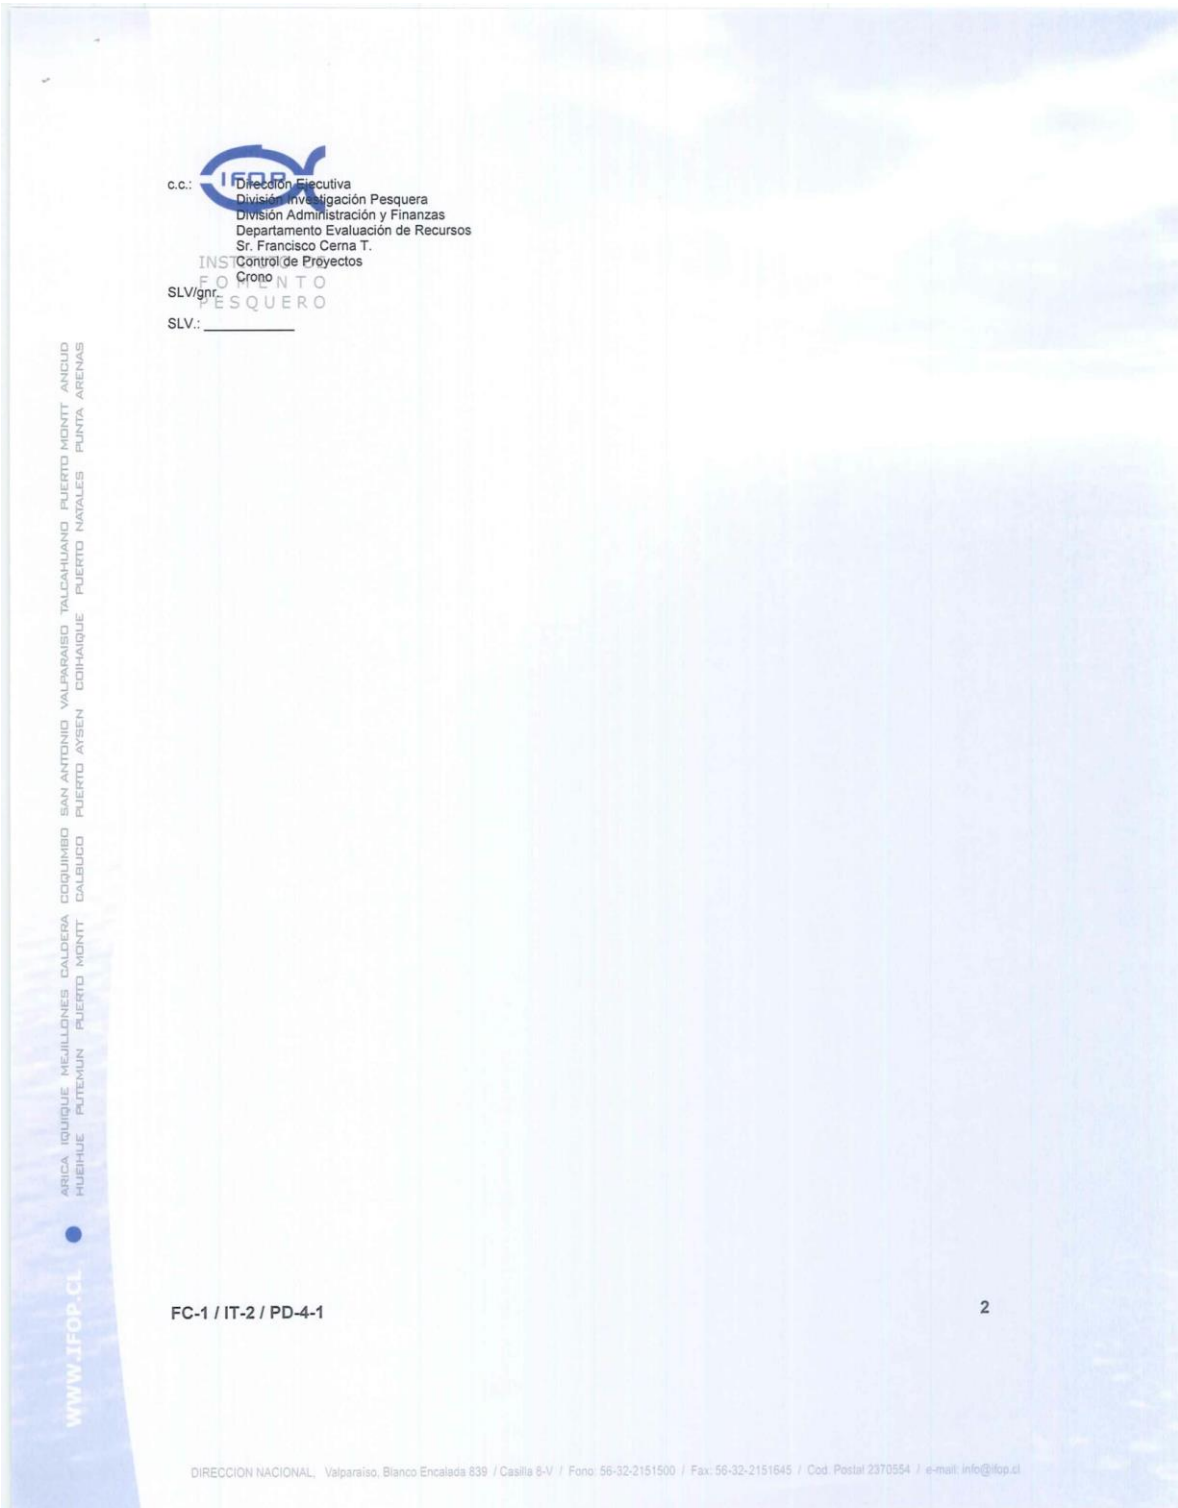 IFOP
c.c.: Dirección Ejecutiva
División Investigación Pesquera
División Administración y Finanzas
Departamento Evaluación de Recursos
Sr. Francisco Cerna T.
Control de Proyectos
Crono
INSTITUTO DE
FOMENTO
PESQUERO
SLV/gnr.
SLV.: ____________
ARICA IQUIQUE MEJILLONES CALDERA COQUIMBO SAN ANTONIO VALPARAISO TALCAHUANO PUERTO MONTT ANCUD
HUEIHUE PUTEMUN PUERTO MONTT CALBUCO PUERTO AYSEN COIHAIQUE PUERTO NATALES PUNTA ARENAS
WWW.IFOP.CL
FC-1 / IT-2 / PD-4-1
2
DIRECCION NACIONAL, Valparaíso, Blanco Encalada 839 / Casilla 8-V / Fono: 56-32-2151500 / Fax: 56-32-2151645 / Cod. Postal 2370554 / e-mail: info@ifop.cl